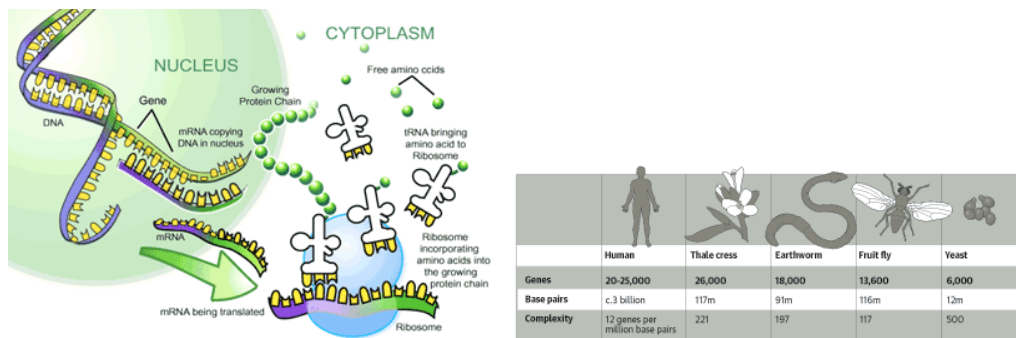 CYTOPLASM
NUCLEUS
Free amino ccids
Growing
Protein Chain
Gene
DNA
mRNA copying
DNA in nucleus
tRNA bringing
amino acid to
Ribosome
mRNA
Ribosome
incorporating
amino acids into
the growing
protein chain
mRNA being translated
Ribosome
Human Thale cress Earthworm Fruit fly Yeast
Genes 20-25,000 26,000 18,000 13,600 6,000
Base pairs c.3 billion 117m 91m 116m 12m
Complexity 12 genes per 221 197 117 500
million base pairs